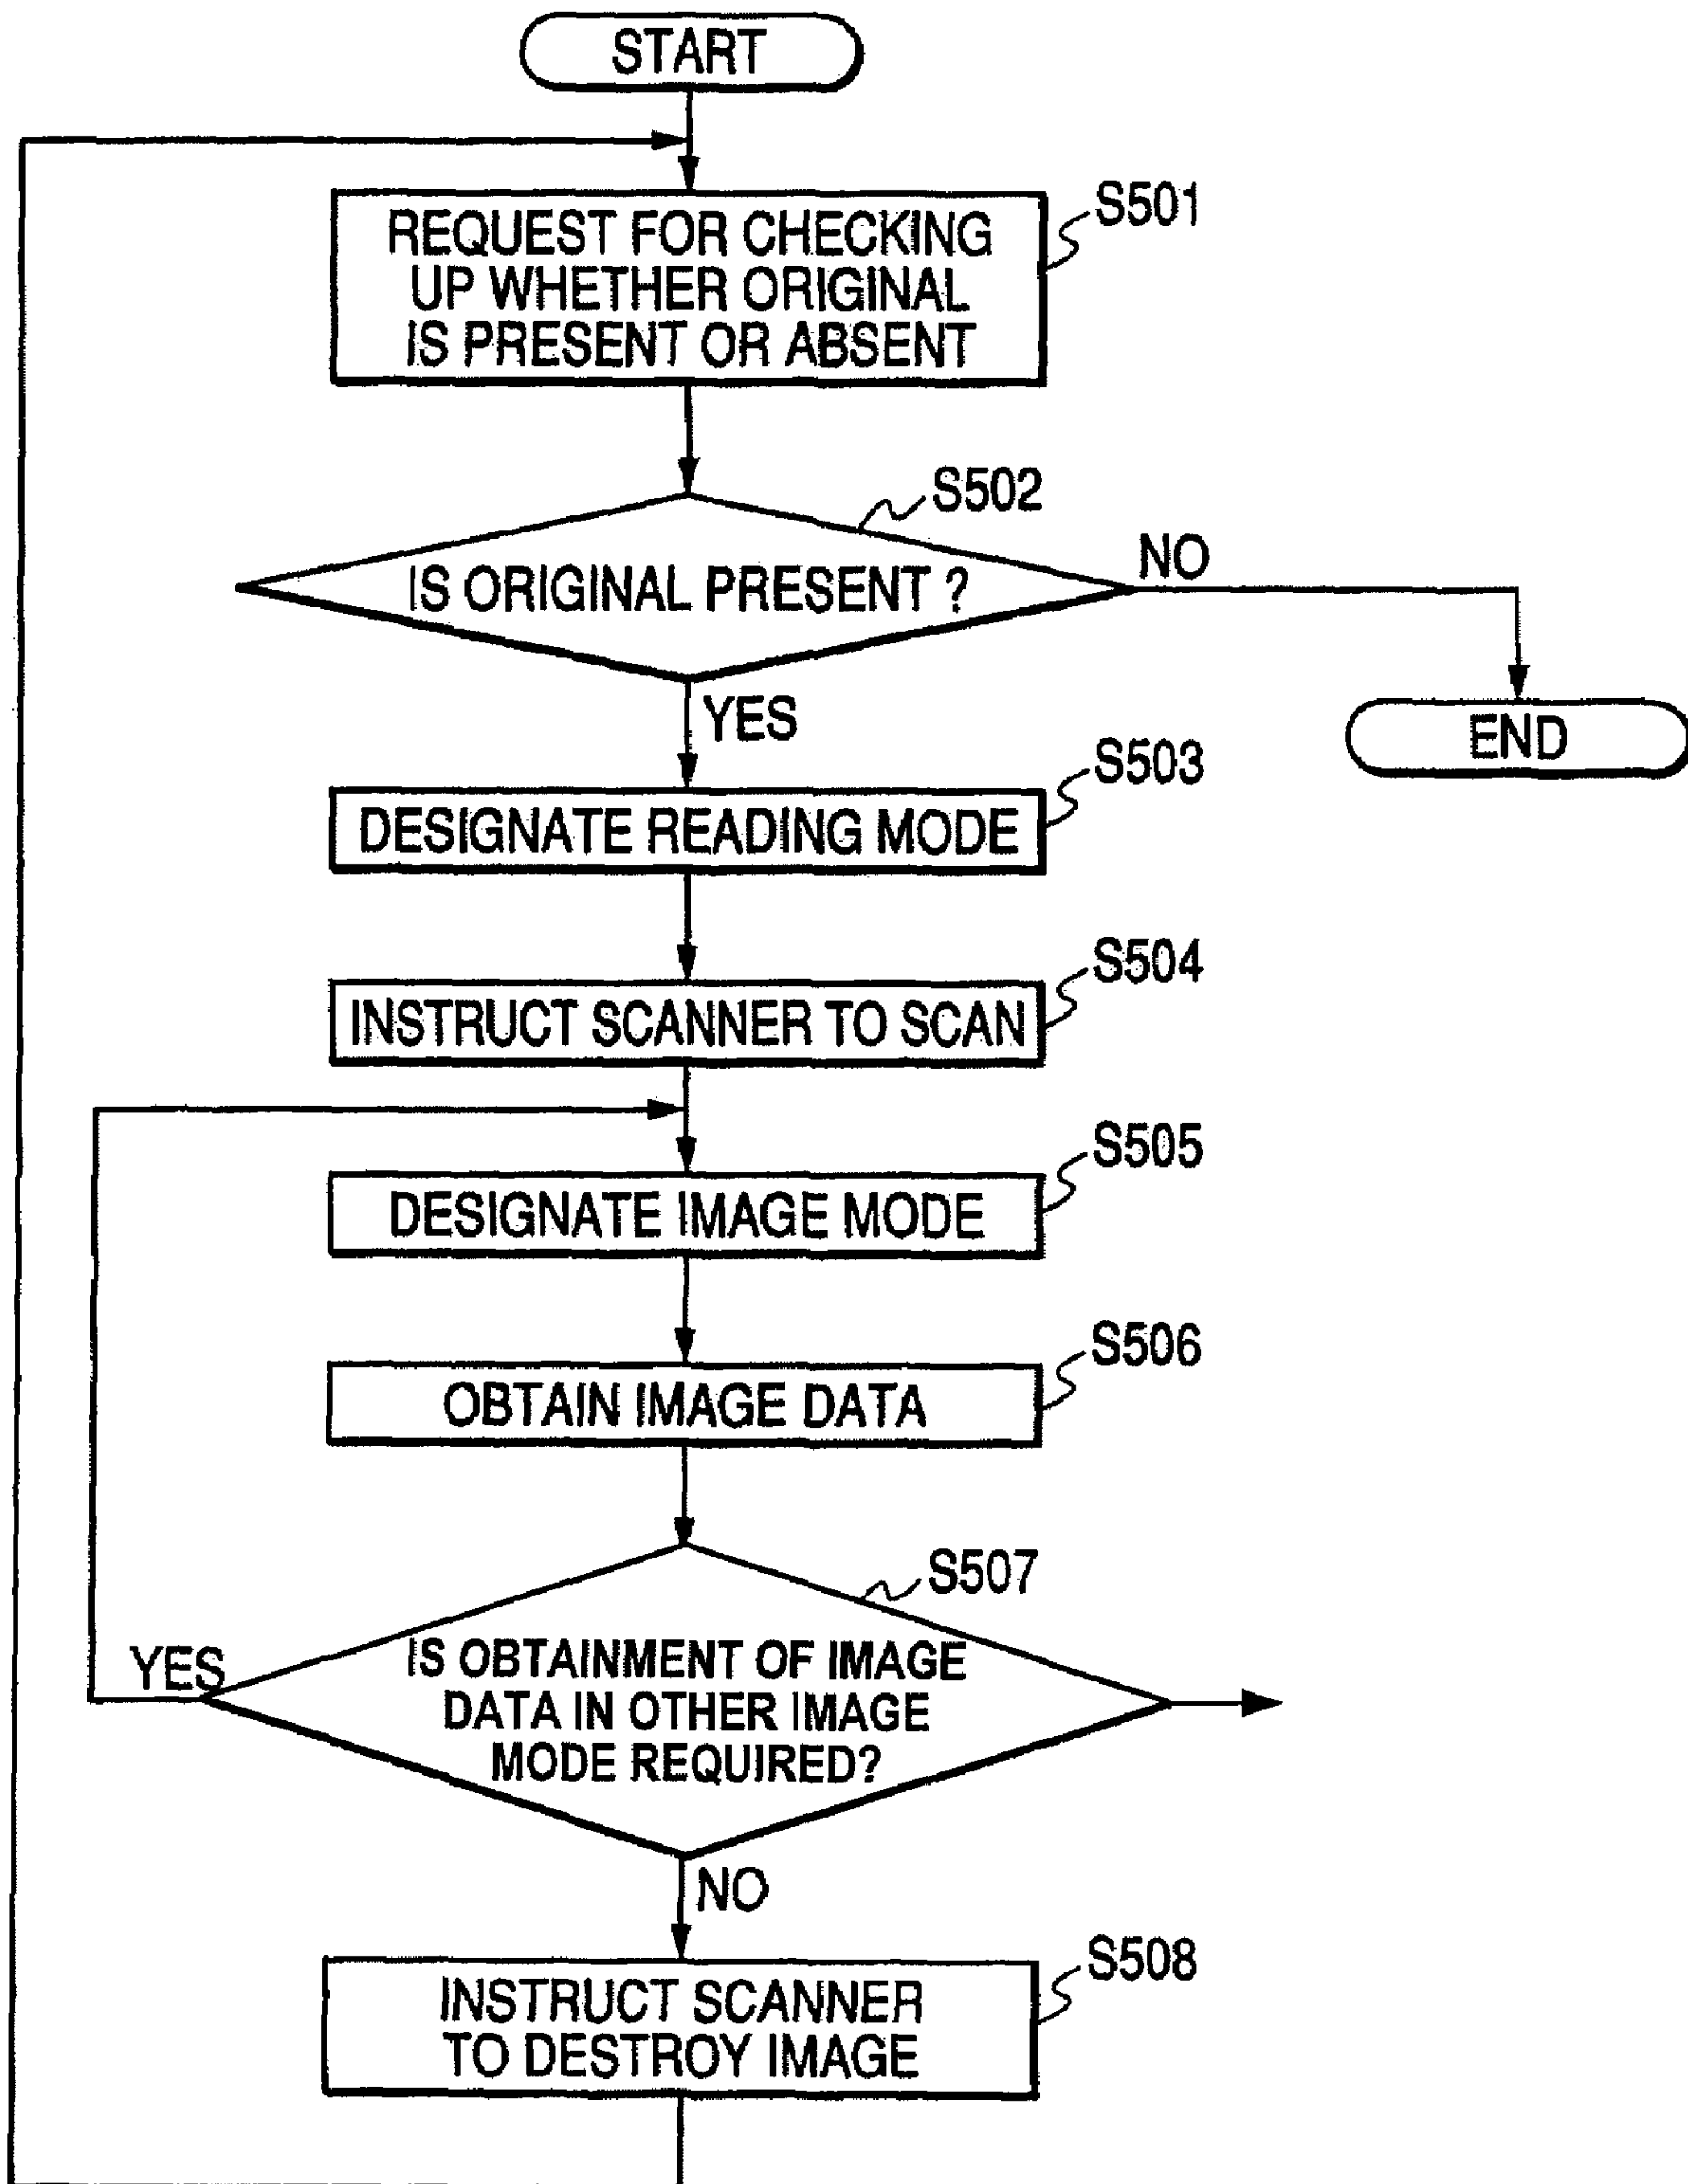 START
REQUEST FOR CHECKING
UP WHETHER ORIGINAL
IS PRESENT OR ABSENT
S501
S502
IS ORIGINAL PRESENT ?
NO
YES
END
S503
DESIGNATE READING MODE
S504
INSTRUCT SCANNER TO SCAN
S505
DESIGNATE IMAGE MODE
S506
OBTAIN IMAGE DATA
S507
YES
IS OBTAINMENT OF IMAGE
DATA IN OTHER IMAGE
MODE REQUIRED?
NO
S508
INSTRUCT SCANNER
TO DESTROY IMAGE